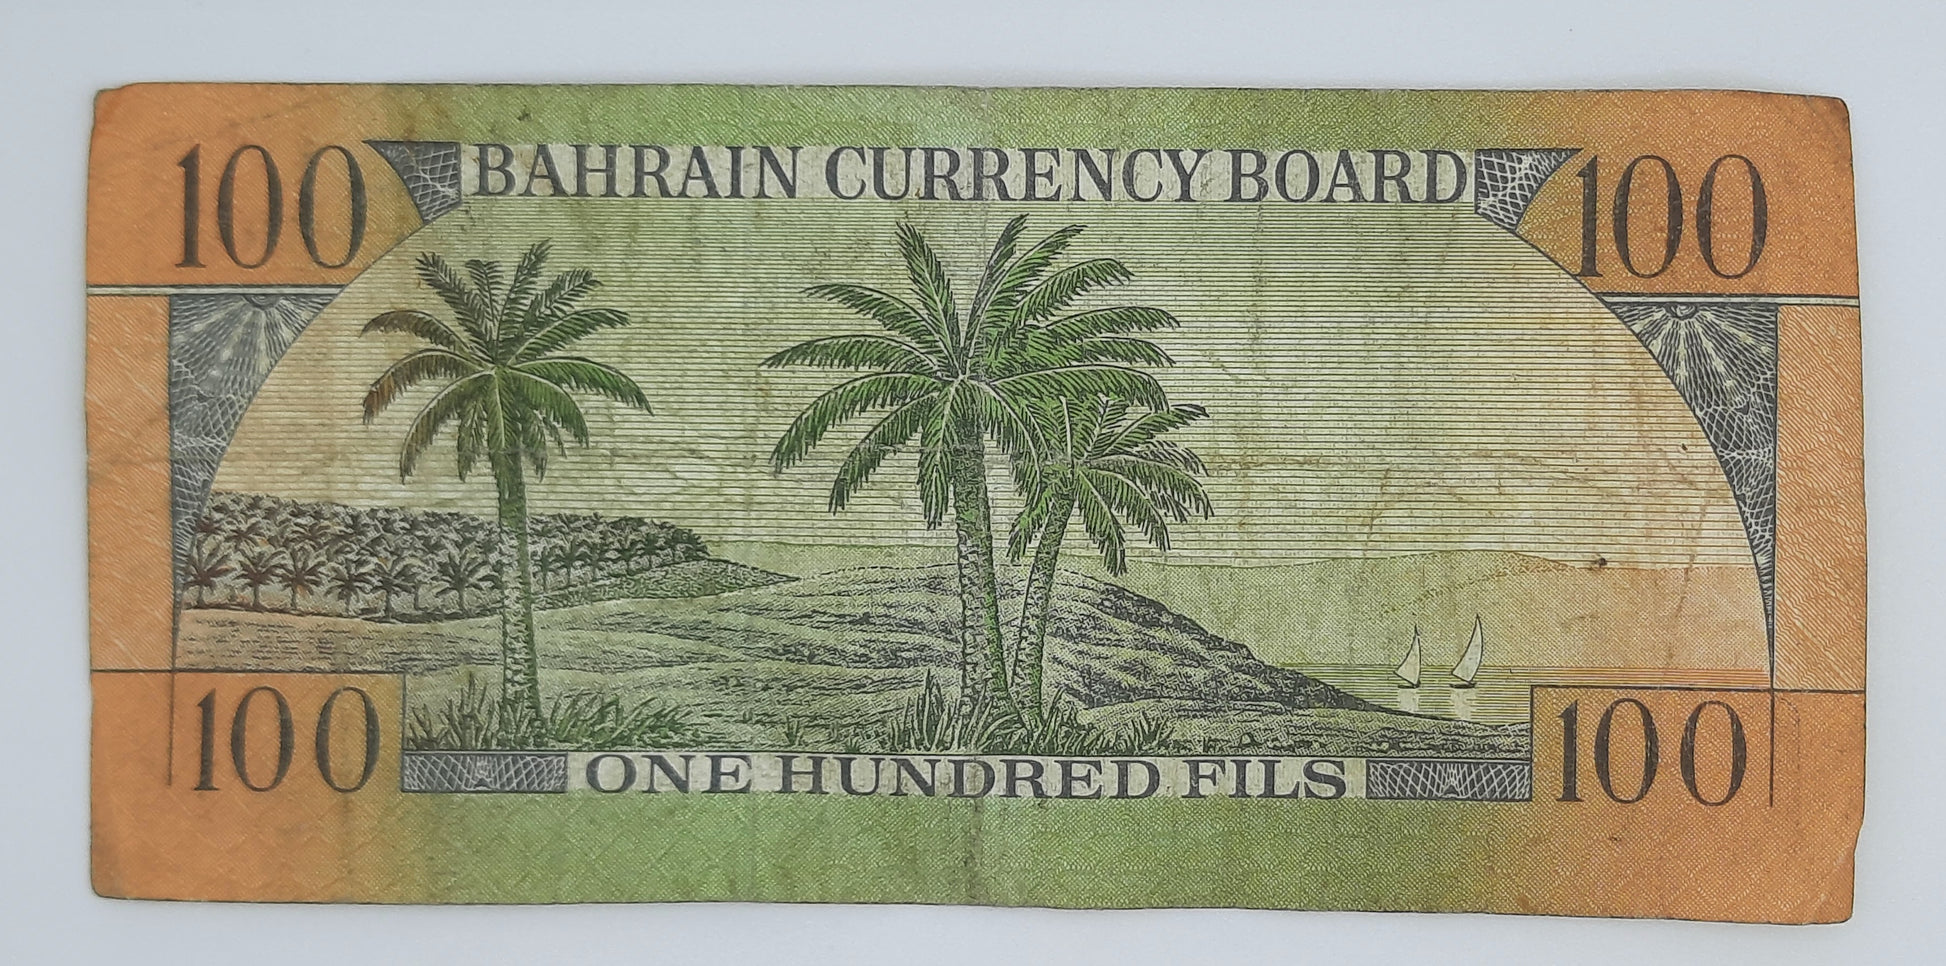 100 BAHRAIN CURRENCY BOARD 100
100 ONE HUNDRED FILS 100